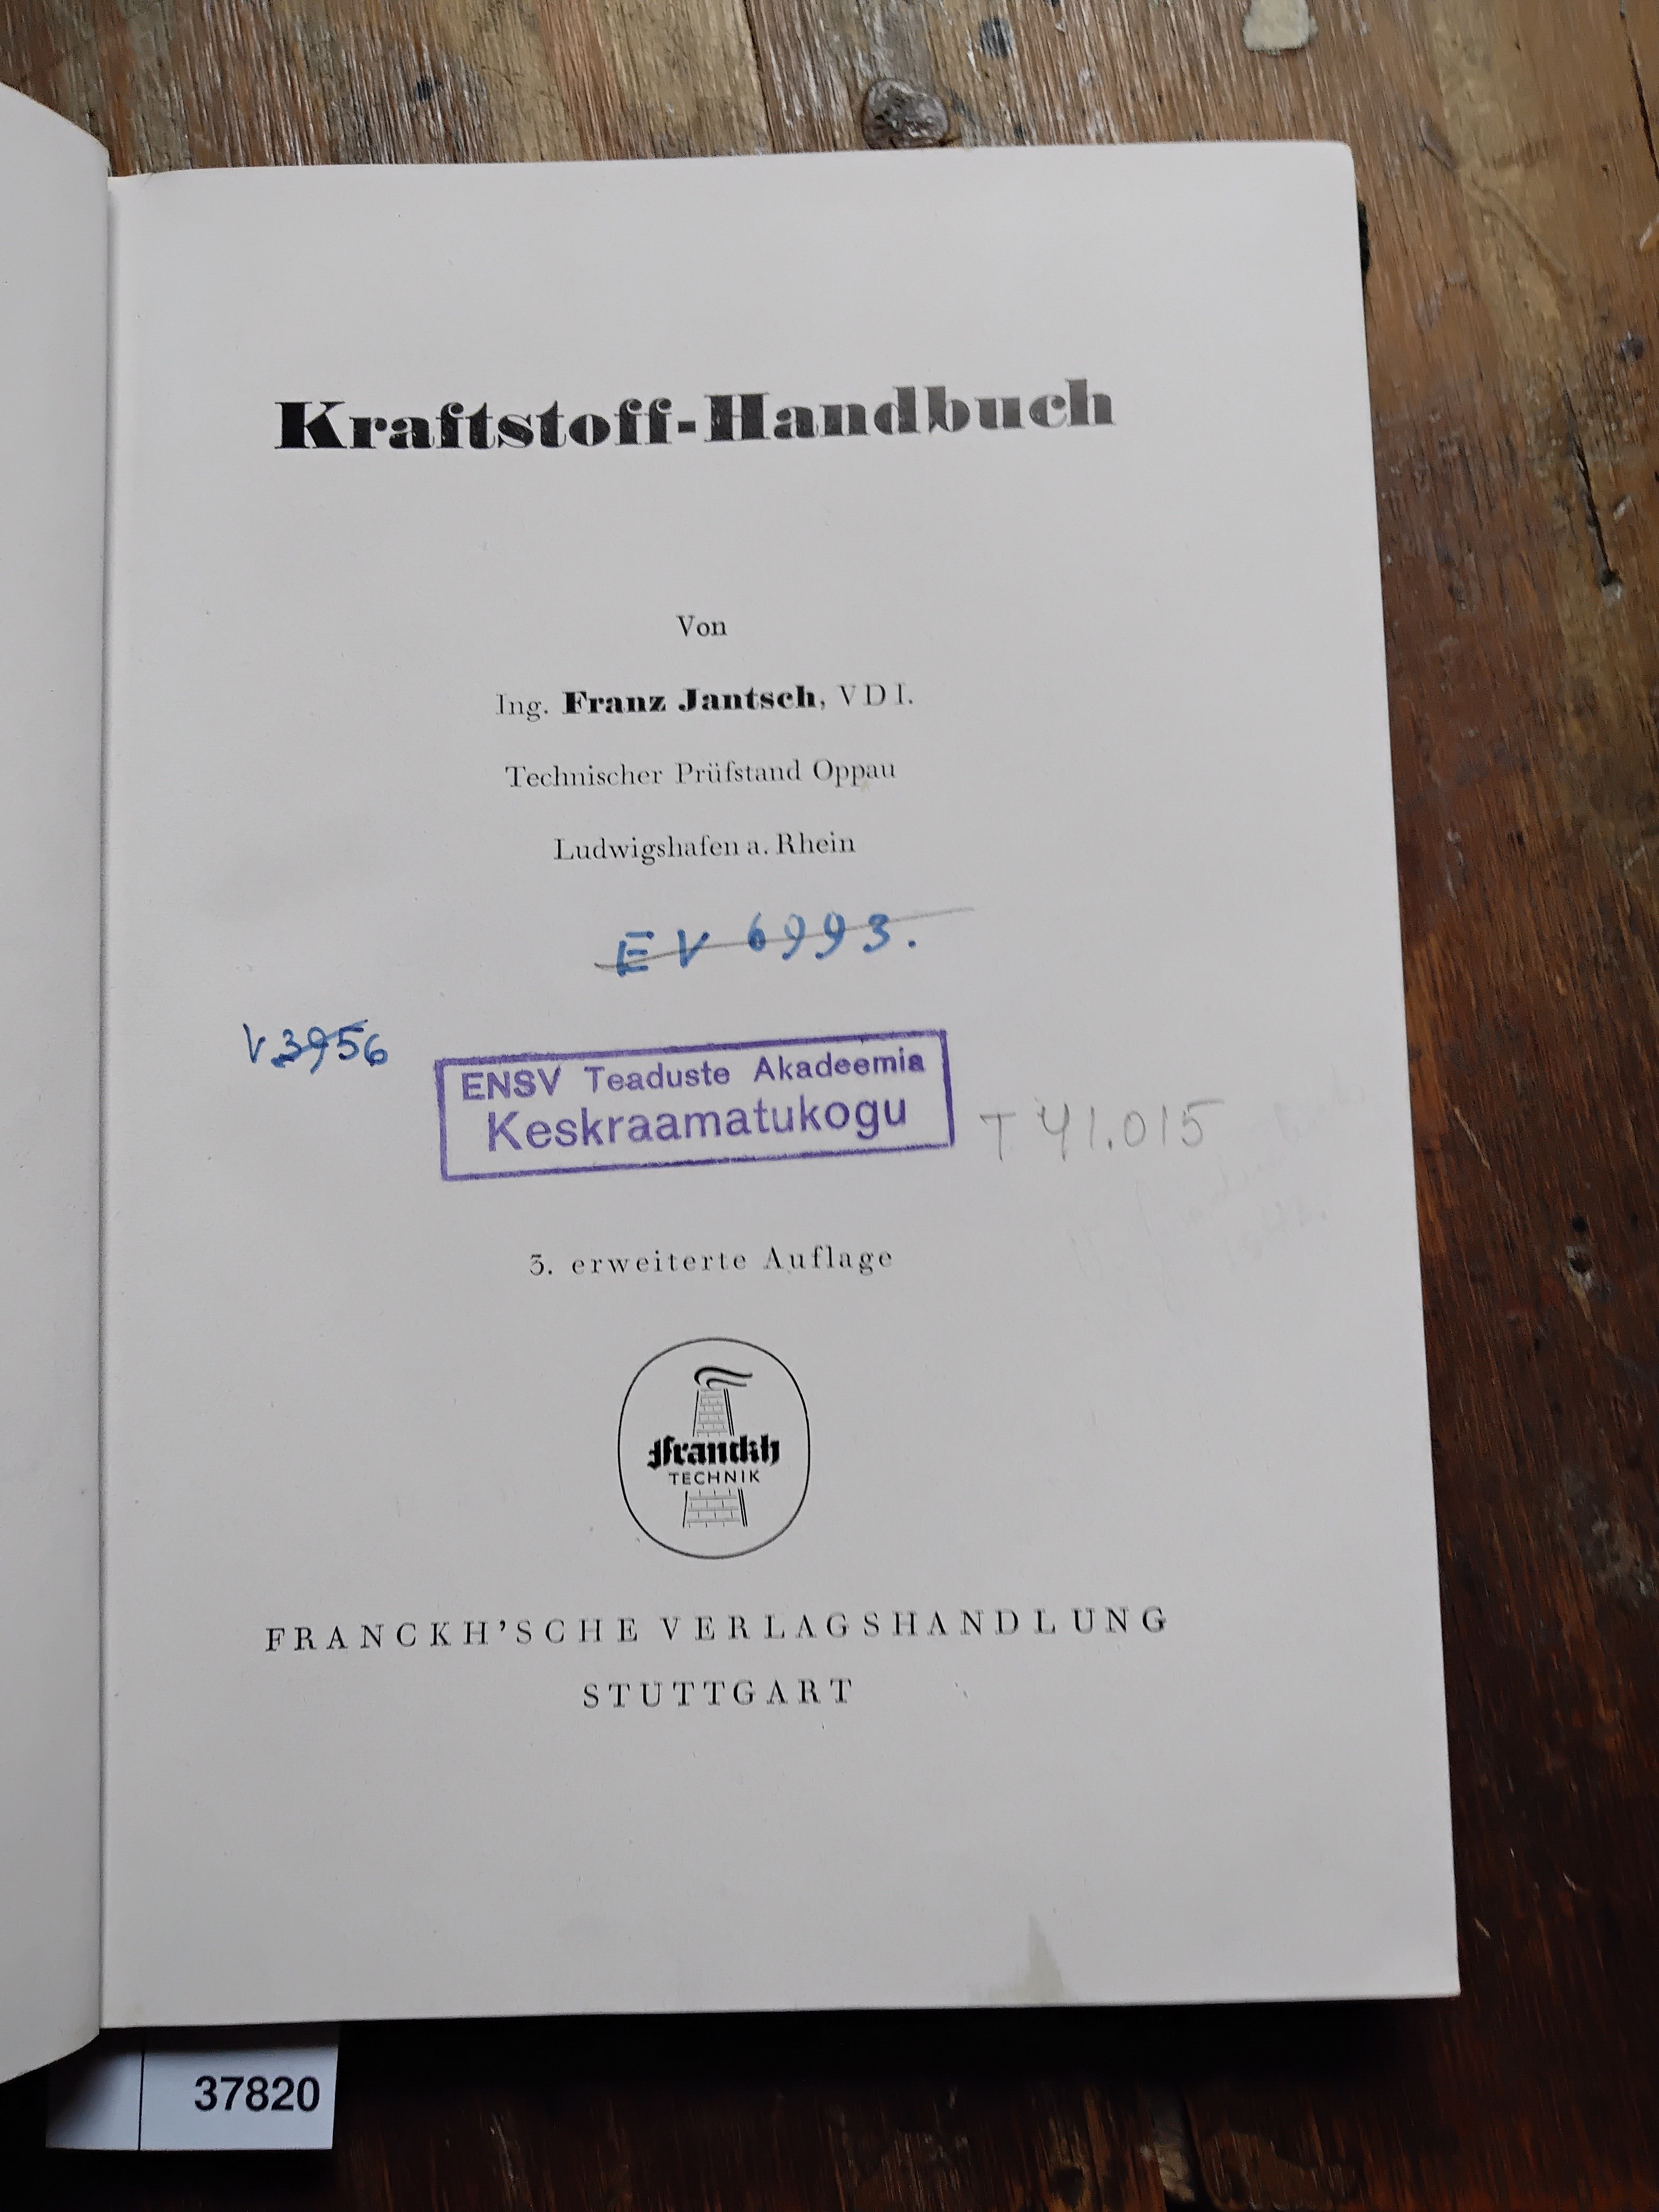 Kraftstoff-Handbuch
Von
Ing. Franz Jantsch, VDI.
Technischer Prüfstand Oppau
Ludwigshafen a. Rhein
EV 6993.
V 3956
ENSV Teaduste Akadeemia
Keskraamatukogu
T 41.015
3. erweiterte Auflage
Franckh
TECHNIK
FRANCKH'SCHE VERLAGSHANDLUNG
STUTTGART
37820